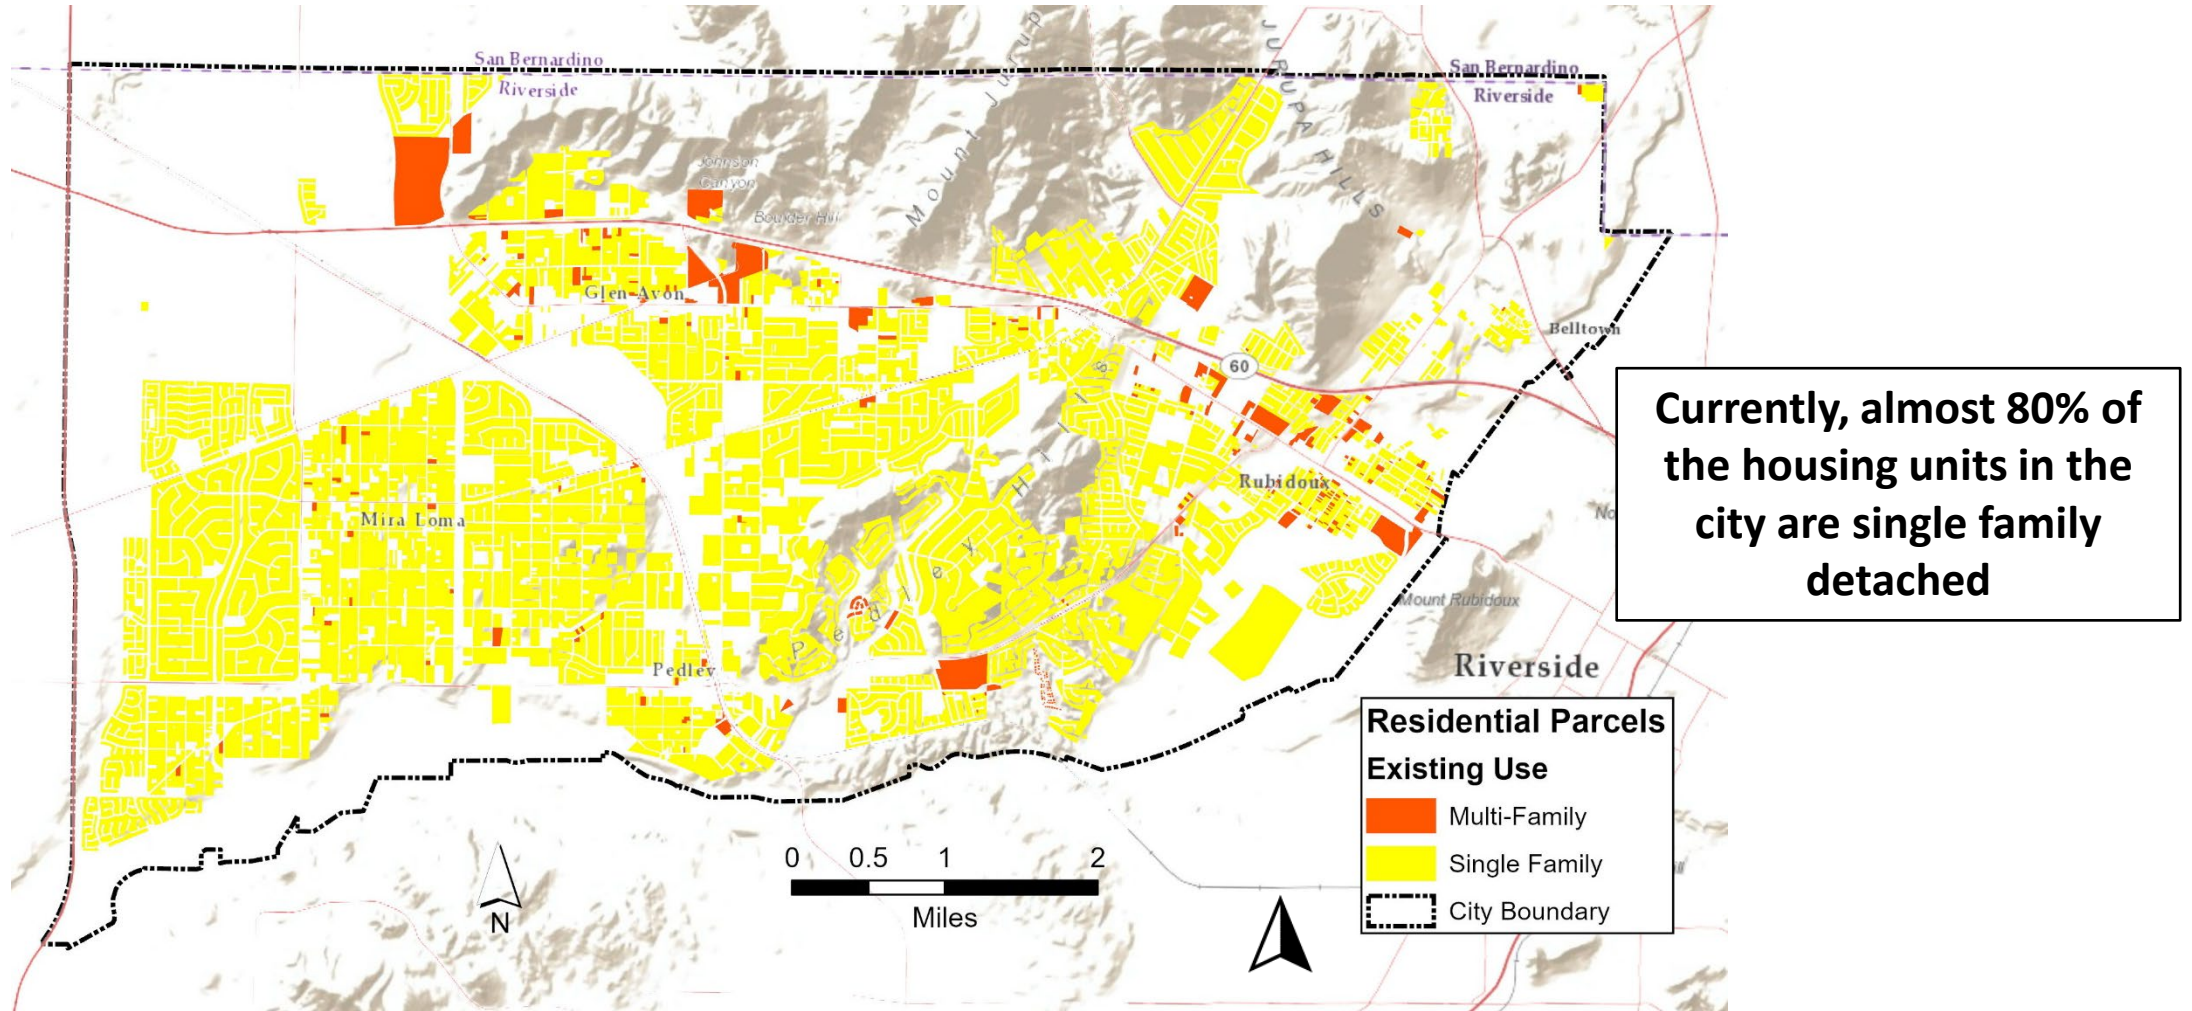 San Bernardino
Riverside
San Bernardino
Riverside
JURUPA HILLS
Mount Jurup
Johnson
Canyon
Boulder Hill
Glen Avon
Belltown
60
Currently, almost 80% of
the housing units in the
city are single family
detached
Rubidoux
Mira Loma
No
Pedley Hills
Mount Rubidoux
Pedley
Riverside
Residential Parcels
Existing Use
Multi-Family
Single Family
City Boundary
0 0.5 1 2
Miles
N